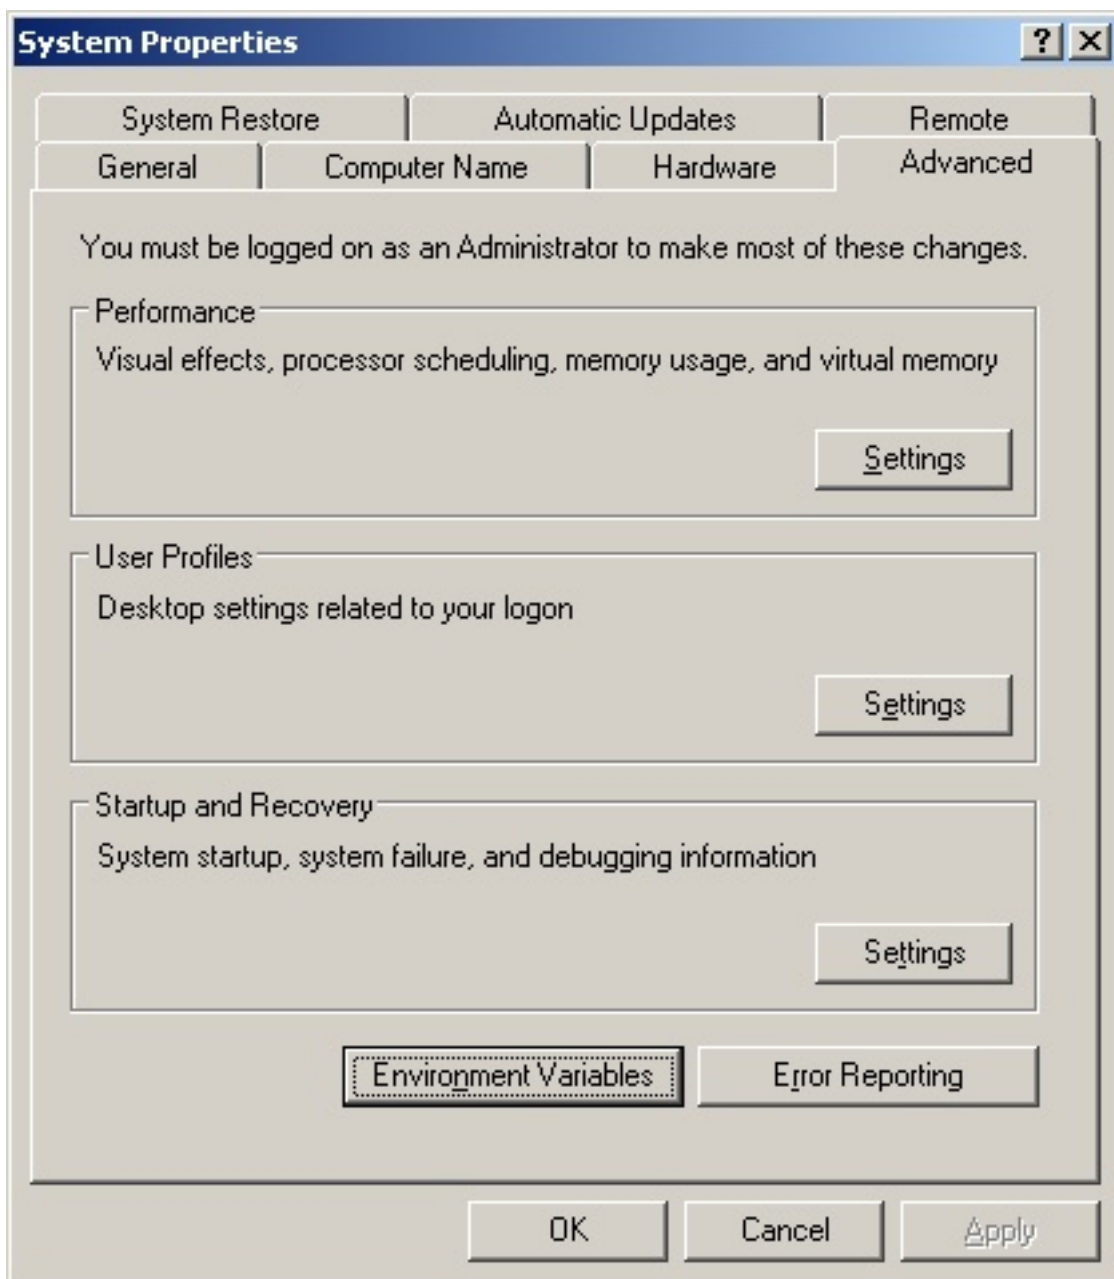 System Properties
System Restore Automatic Updates Remote
General Computer Name Hardware Advanced
You must be logged on as an Administrator to make most of these changes.
Performance
Visual effects, processor scheduling, memory usage, and virtual memory
Settings
User Profiles
Desktop settings related to your logon
Settings
Startup and Recovery
System startup, system failure, and debugging information
Settings
Environment Variables Error Reporting
OK Cancel Apply